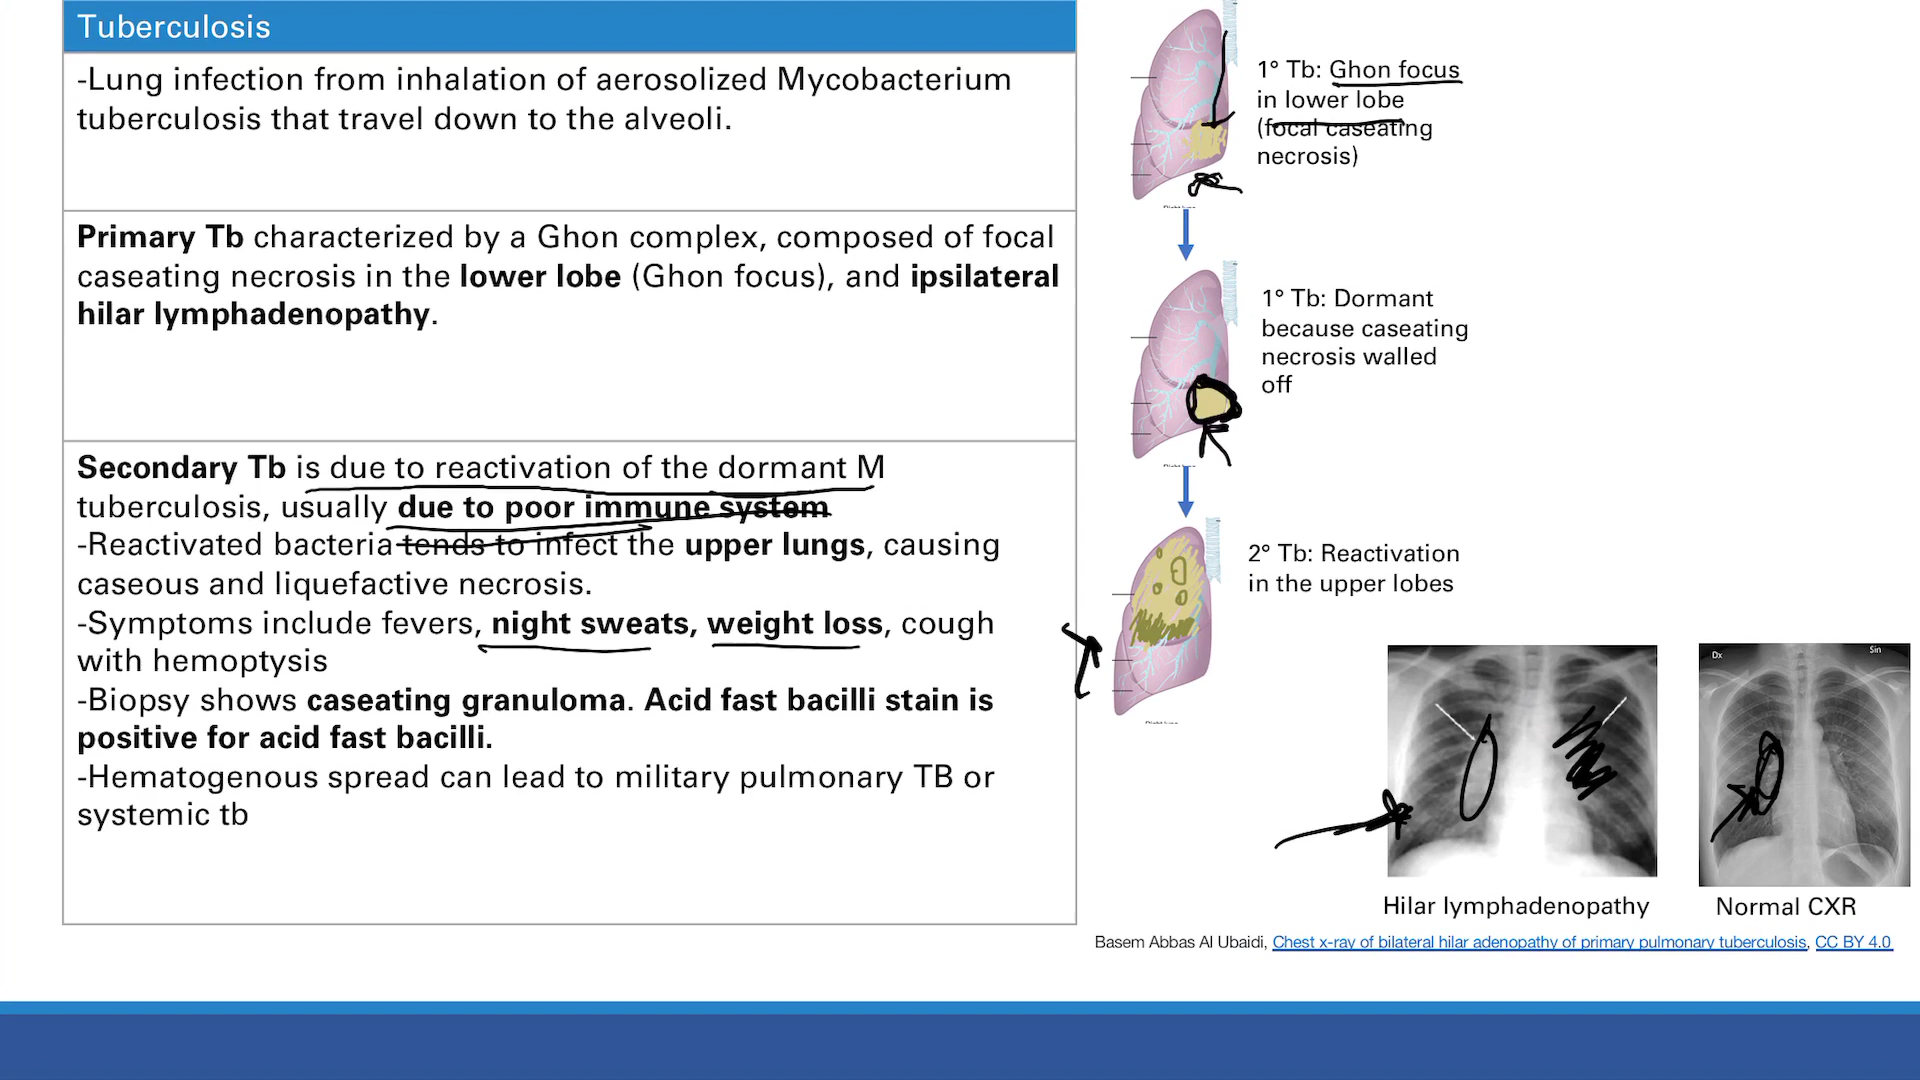 Tuberculosis
-Lung infection from inhalation of aerosolized Mycobacterium
tuberculosis that travel down to the alveoli.
Primary Tb characterized by a Ghon complex, composed of focal
caseating necrosis in the lower lobe (Ghon focus), and ipsilateral
hilar lymphadenopathy.
Secondary Tb is due to reactivation of the dormant M
tuberculosis, usually due to poor immune system
-Reactivated bacteria tends to infect the upper lungs, causing
caseous and liquefactive necrosis.
-Symptoms include fevers, night sweats, weight loss, cough
with hemoptysis
-Biopsy shows caseating granuloma. Acid fast bacilli stain is
positive for acid fast bacilli.
-Hematogenous spread can lead to military pulmonary TB or
systemic tb
1° Tb: Ghon focus
in lower lobe
(focal caseating
necrosis)
1° Tb: Dormant
because caseating
necrosis walled
off
2° Tb: Reactivation
in the upper lobes
Dx
Sin
Hilar lymphadenopathy
Normal CXR
Basem Abbas Al Ubaidi, Chest x-ray of bilateral hilar adenopathy of primary pulmonary tuberculosis, CC BY 4.0